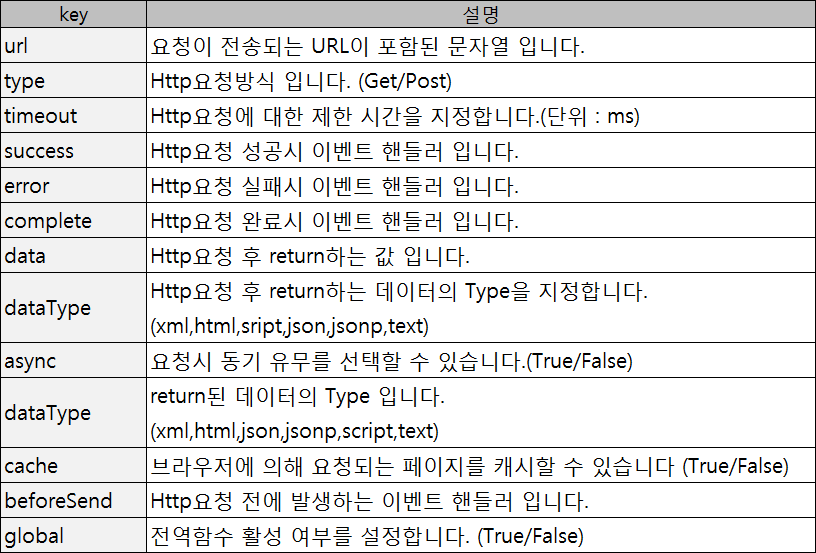 key 설명
url 요청이 전송되는 URL이 포함된 문자열 입니다.
type Http요청방식 입니다. (Get/Post)
timeout Http요청에 대한 제한 시간을 지정합니다.(단위 : ms)
success Http요청 성공시 이벤트 핸들러 입니다.
error Http요청 실패시 이벤트 핸들러 입니다.
complete Http요청 완료시 이벤트 핸들러 입니다.
data Http요청 후 return하는 값 입니다.
dataType Http요청 후 return하는 데이터의 Type을 지정합니다.
(xml,html,sript,json,jsonp,text)
async 요청시 동기 유무를 선택할 수 있습니다.(True/False)
dataType return된 데이터의 Type 입니다.
(xml,html,json,jsonp,script,text)
cache 브라우저에 의해 요청되는 페이지를 캐시할 수 있습니다 (True/False)
beforeSend Http요청 전에 발생하는 이벤트 핸들러 입니다.
global 전역함수 활성 여부를 설정합니다. (True/False)